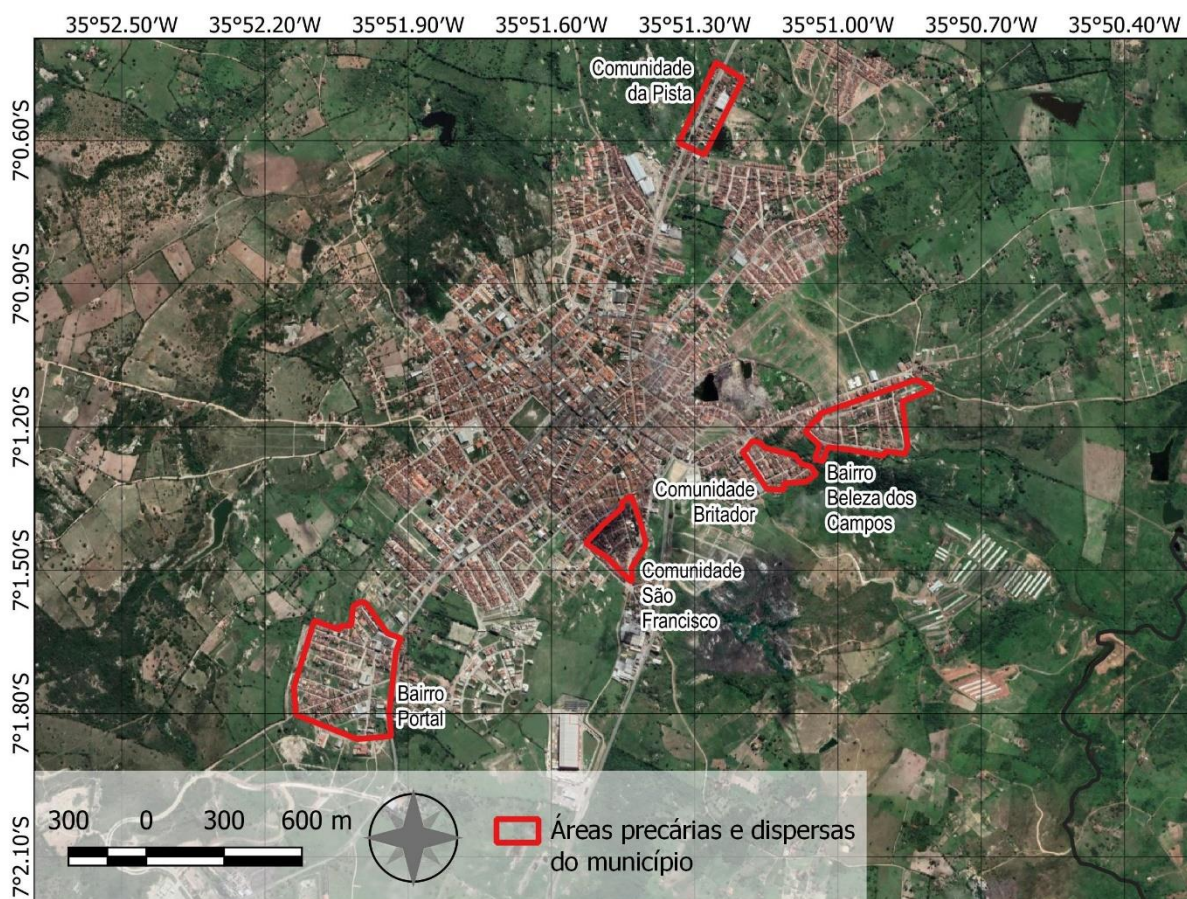 35°52.50'W 35°52.20'W 35°51.90'W 35°51.60'W 35°51.30'W 35°51.00'W 35°50.70'W 35°50.40'W
Comunidade
da Pista
7°0.60'S
7°0.90'S
7°1.20'S
Comunidade
Britador
Bairro
Beleza dos
Campos
7°1.50'S
Comunidade
São
Francisco
Bairro
Portal
7°1.80'S
300 0 300 600 m
Áreas precárias e dispersas
do município
7°2.10'S